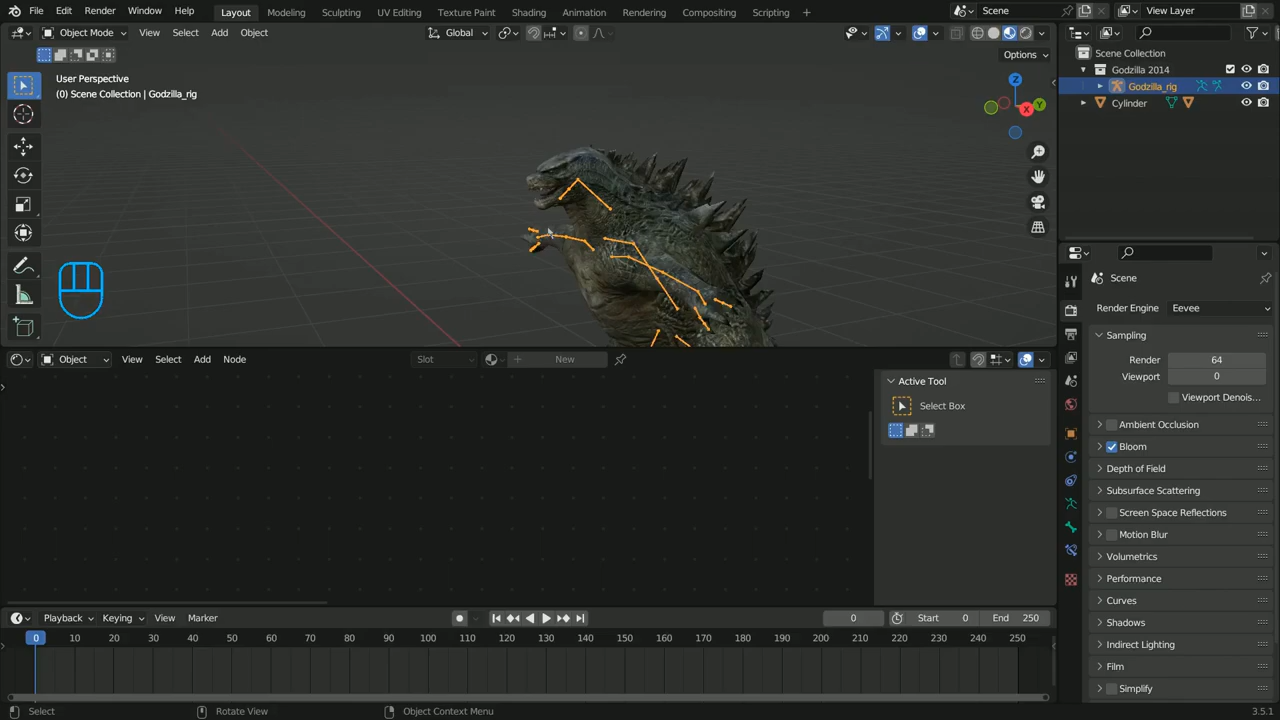 File Edit Render Window Help Layout Modeling Sculpting UV Editing Texture Paint Shading Animation Rendering Compositing Scripting + Scene View Layer
Object Mode View Select Add Object Global
Options
User Perspective
(0) Scene Collection | Godzilla_rig
Z
Y
X
Scene Collection
Godzilla 2014
Godzilla_rig
Cylinder
Scene
Render Engine Eevee
Sampling
Render 64
Viewport 0
Viewport Denois...
Ambient Occlusion
Bloom
Depth of Field
Subsurface Scattering
Screen Space Reflections
Motion Blur
Volumetrics
Performance
Curves
Shadows
Indirect Lighting
Film
Simplify
Object View Select Add Node Slot New
Active Tool
Select Box
Playback Keying View Marker 0 Start 0 End 250
0 10 20 30 40 50 60 70 80 90 100 110 120 130 140 150 160 170 180 190 200 210 220 230 240 250
Select Rotate View Object Context Menu 3.5.1